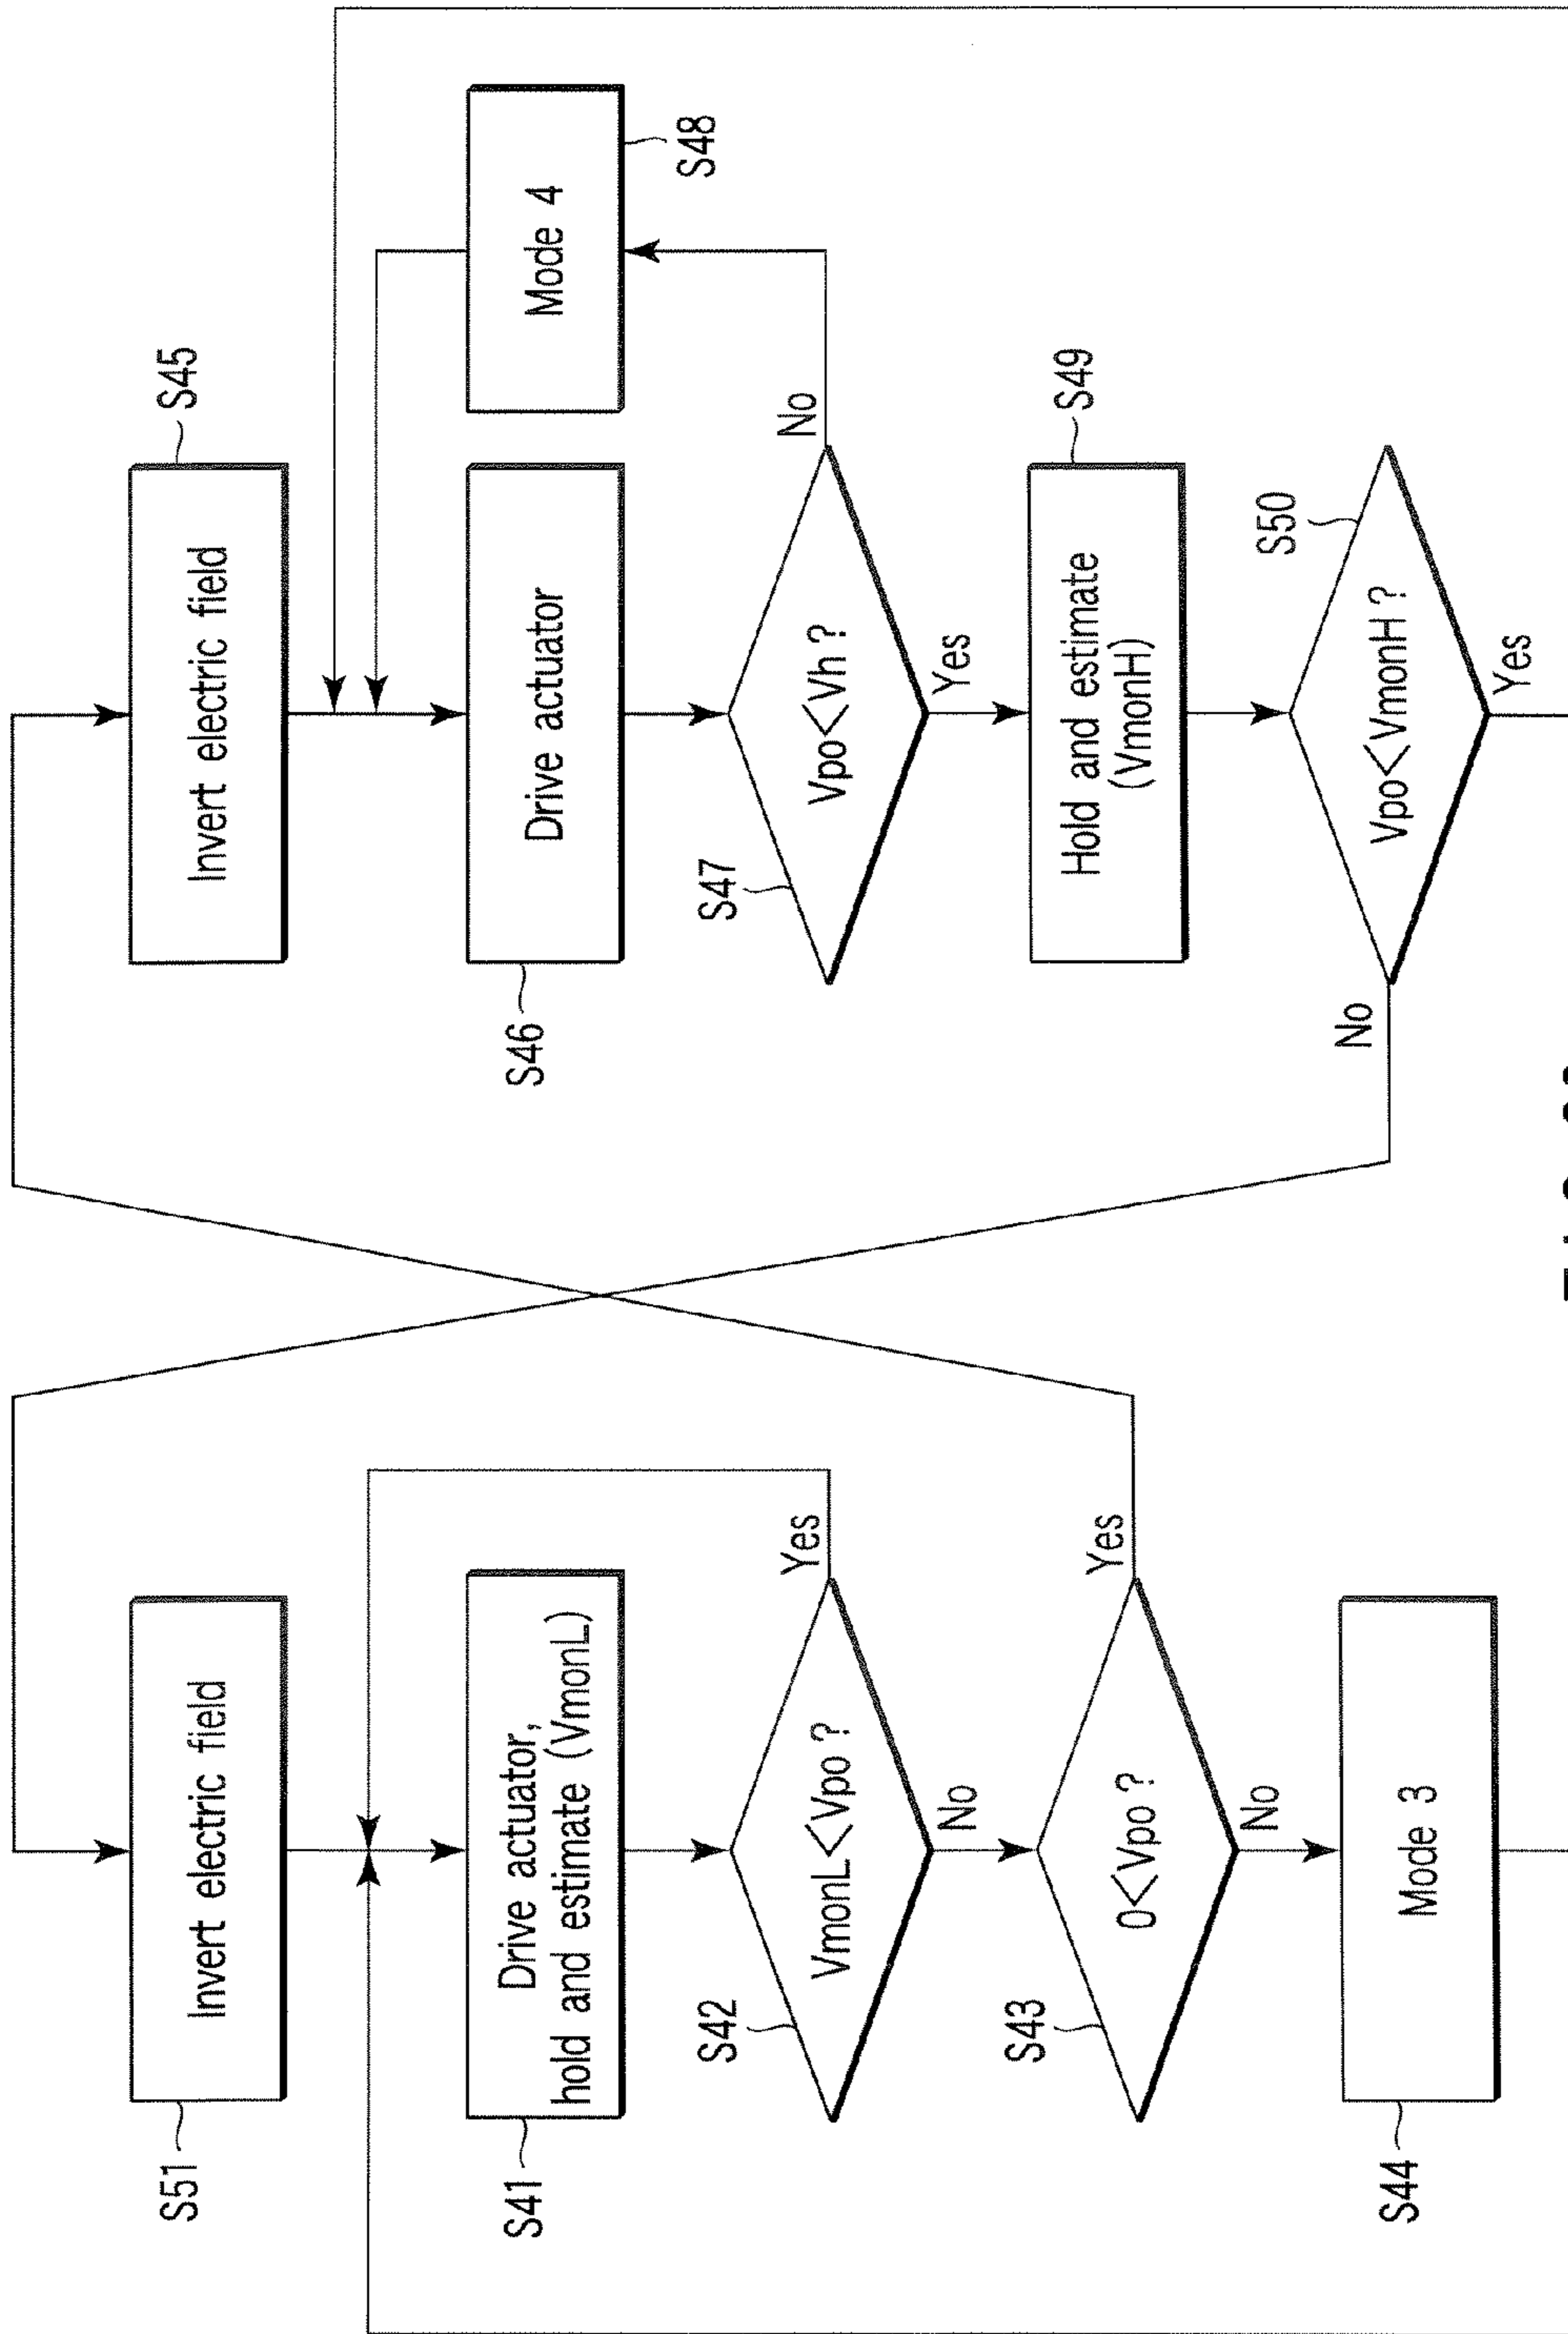 S51
Invert electric field
S41
Drive actuator,
hold and estimate (VmonL)
S42
VmonL<Vpo ?
Yes
No
S43
0<Vpo ?
Yes
No
S44
Mode 3
S45
Invert electric field
S46
Drive actuator
S47
Vpo<Vh ?
No
Yes
S48
Mode 4
S49
Hold and estimate
(VmonH)
S50
Vpo<VmonH ?
No
Yes